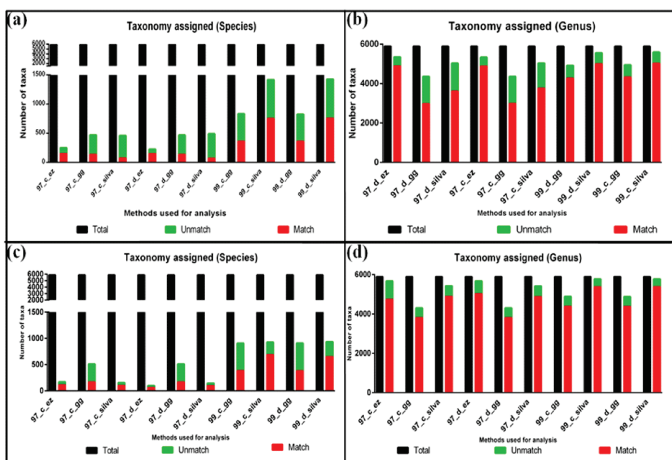 (a)
Taxonomy assigned (Species)
Number of taxa
6000
5000
4000
3000
2000
1500
1000
500
0
97_c_ez
97_c_gg
97_c_silva
97_d_ez
97_d_gg
97_d_silva
99_c_gg
99_c_silva
99_d_gg
99_d_silva
Methods used for analysis
Total
Unmatch
Match
(b)
Taxonomy assigned (Genus)
Number of taxa
6000
4000
2000
0
97_d_ez
97_d_gg
97_d_silva
97_c_ez
97_c_gg
97_c_silva
99_d_gg
99_d_silva
99_c_gg
99_c_silva
Methods used for analysis
Total
Unmatch
Match
(c)
Taxonomy assigned (Species)
Number of taxa
6000
5000
4000
3000
2000
1500
1000
500
0
97_c_ez
97_c_gg
97_c_silva
97_d_ez
97_d_gg
97_d_silva
99_c_gg
99_c_silva
99_d_gg
99_d_silva
Methods used for analysis
Total
Unmatch
Match
(d)
Taxonomy assigned (Genus)
Number of taxa
6000
4000
2000
0
97_c_ez
97_c_gg
97_c_silva
97_d_ez
97_d_gg
97_d_silva
99_c_gg
99_c_silva
99_d_gg
99_d_silva
Methods used for analysis
Total
Unmatch
Match